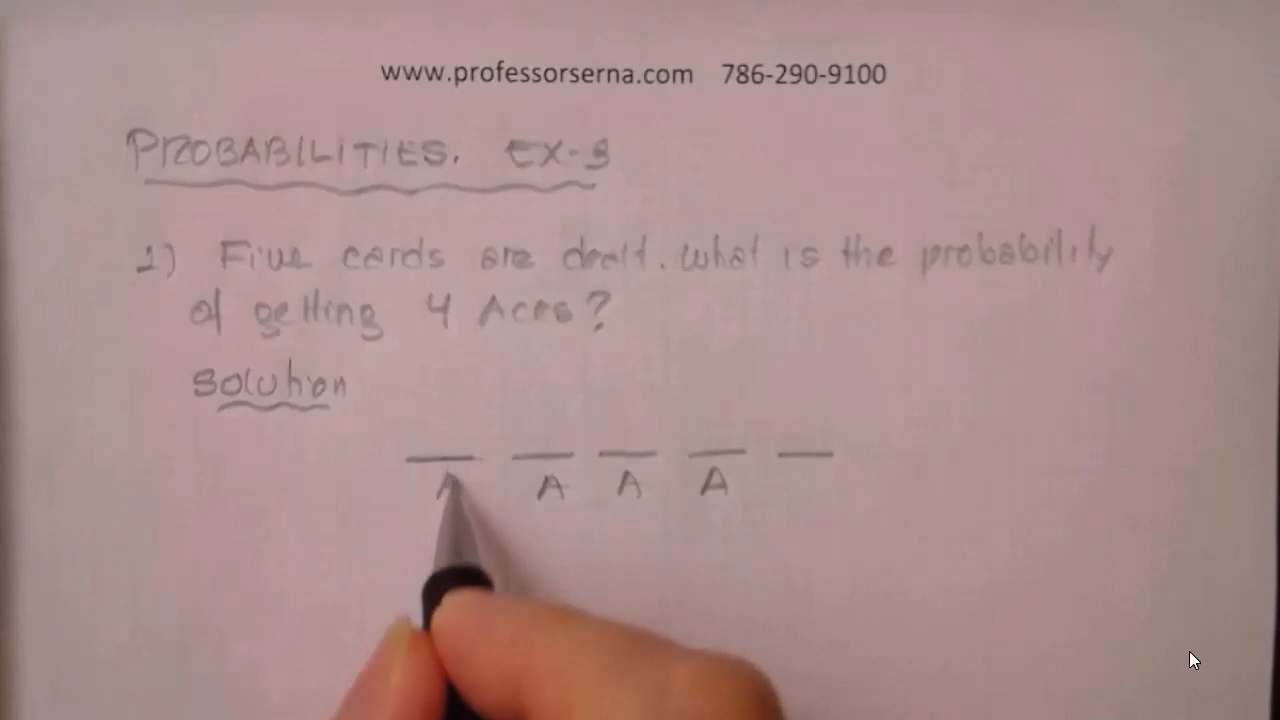 www.professorserna.com 786-290-9100
PROBABILITIES. EX-3
1) Five cards are dealt. What is the probability
of getting 4 Aces?
Solution
A A A A